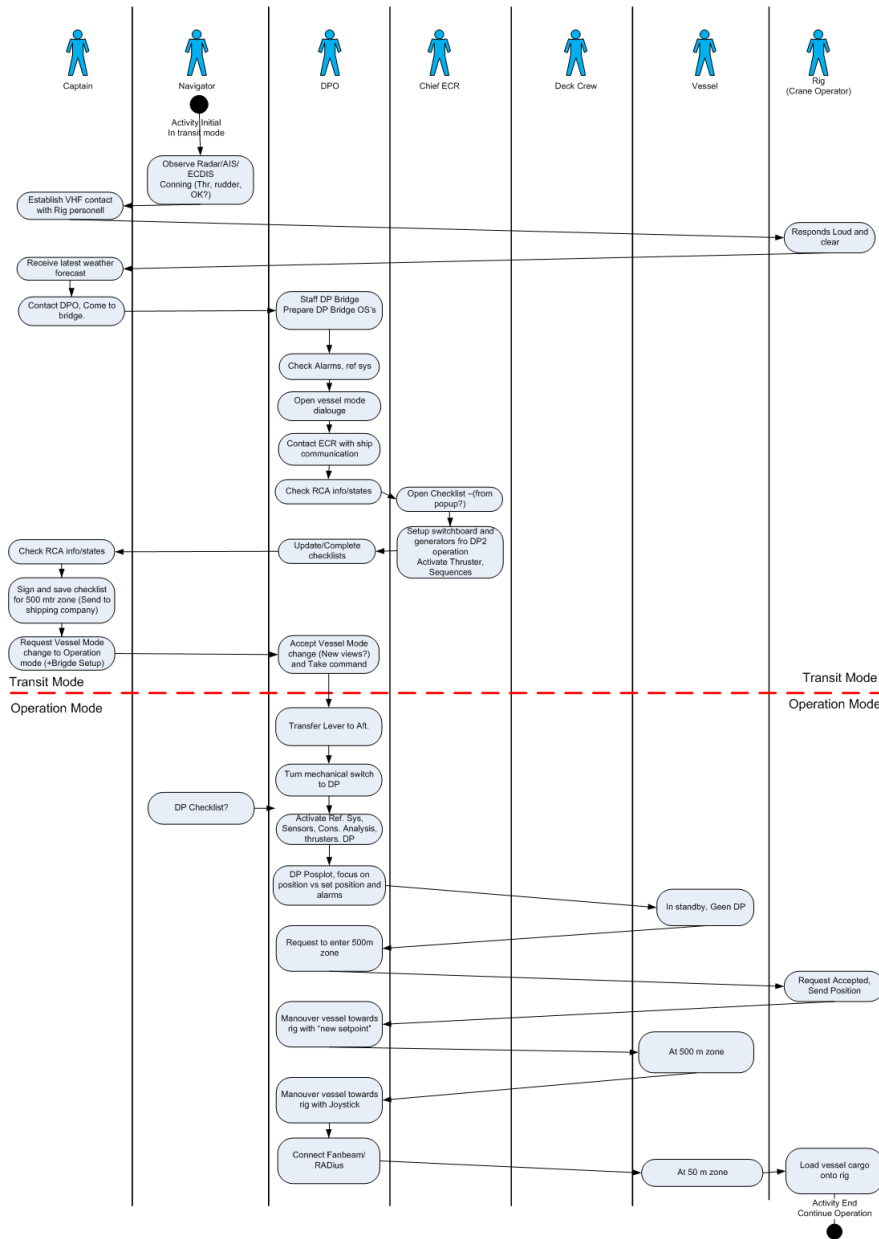 Captain
Navigator
DPO
Chief ECR
Deck Crew
Vessel
Rig
(Crane Operator)
Activity Initial
In transit mode
Observe Radar/AIS/
ECDIS
Conning (Thr, rudder,
OK?)
Establish VHF contact
with Rig personell
Responds Loud and
clear
Receive latest weather
forecast
Contact DPO, Come to
bridge.
Staff DP Bridge
Prepare DP Bridge OS's
Check Alarms, ref sys
Open vessel mode
dialouge
Contact ECR with ship
communication
Check RCA info/states
Open Checklist –(from
popup?)
Setup switchboard and
generators fro DP2
operation
Activate Thruster,
Sequences
Update/Complete
checklists
Check RCA info/states
Sign and save checklist
for 500 mtr zone (Send to
shipping company)
Request Vessel Mode
change to Operation
mode (+Brigde Setup)
Accept Vessel Mode
change (New views?)
and Take command
Transit Mode
Transit Mode
Operation Mode
Operation Mode
Transfer Lever to Aft.
Turn mechanical switch
to DP
DP Checklist?
Activate Ref. Sys,
Sensors, Cons. Analysis,
thrusters. DP
DP Posplot, focus on
position vs set position and
alarms
In standby, Geen DP
Request to enter 500m
zone
Request Accepted,
Send Position
Manouver vessel towards
rig with "new setpoint"
At 500 m zone
Manouver vessel towards
rig with Joystick
Connect Fanbeam/
RADius
At 50 m zone
Load vessel cargo
onto rig
Activity End
Continue Operation